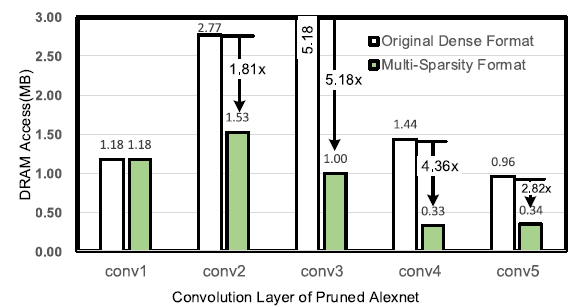 3.00
2.50
2.00
1.50
1.00
0.50
0.00
DRAM Access(MB)
Original Dense Format
Multi-Sparsity Format
1.18 1.18
2.77
1.81x
1.53
5.18
5.18x
1.00
1.44
4.36x
0.33
0.96
2.82x
0.34
conv1 conv2 conv3 conv4 conv5
Convolution Layer of Pruned Alexnet